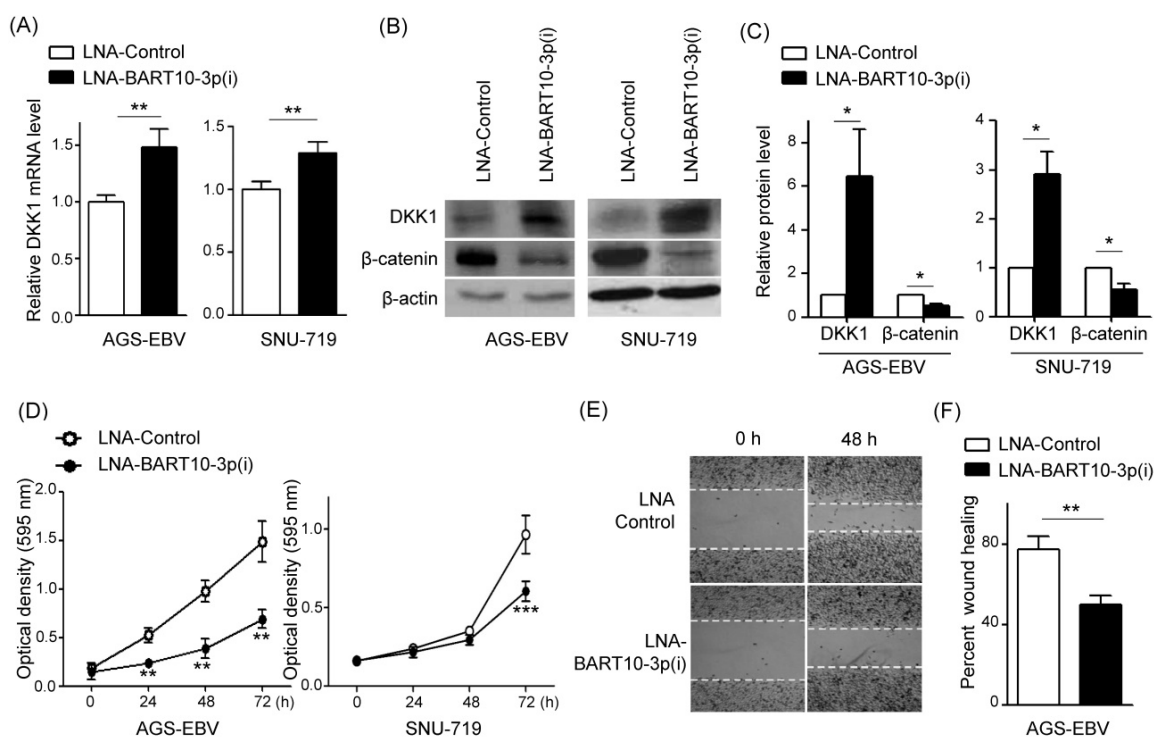 (A)
LNA-Control
LNA-BART10-3p(i)
Relative DKK1 mRNA level
**
1.5
1.0
0.5
0.0
AGS-EBV
**
1.5
1.0
0.5
0.0
SNU-719
(B)
LNA-Control
LNA-BART10-3p(i)
LNA-Control
LNA-BART10-3p(i)
DKK1
β-catenin
β-actin
AGS-EBV
SNU-719
(C)
LNA-Control
LNA-BART10-3p(i)
Relative protein level
8
6
4
2
0
*
*
DKK1
β-catenin
AGS-EBV
4
3
2
1
0
*
*
DKK1
β-catenin
SNU-719
(D)
LNA-Control
LNA-BART10-3p(i)
Optical density (595 nm)
2.0
1.5
1.0
0.5
0.0
**
**
**
0 24 48 72 (h)
AGS-EBV
Optical density (595 nm)
1.0
0.5
0.0
***
0 24 48 72 (h)
SNU-719
(E)
0 h
48 h
LNA
Control
LNA-
BART10-3p(i)
(F)
LNA-Control
LNA-BART10-3p(i)
Percent wound healing
80
40
0
**
AGS-EBV